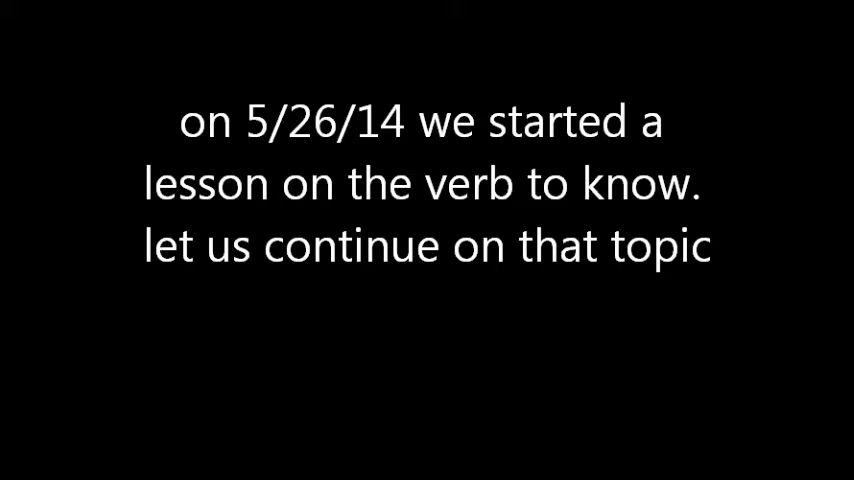 on 5/26/14 we started a
lesson on the verb to know.
let us continue on that topic